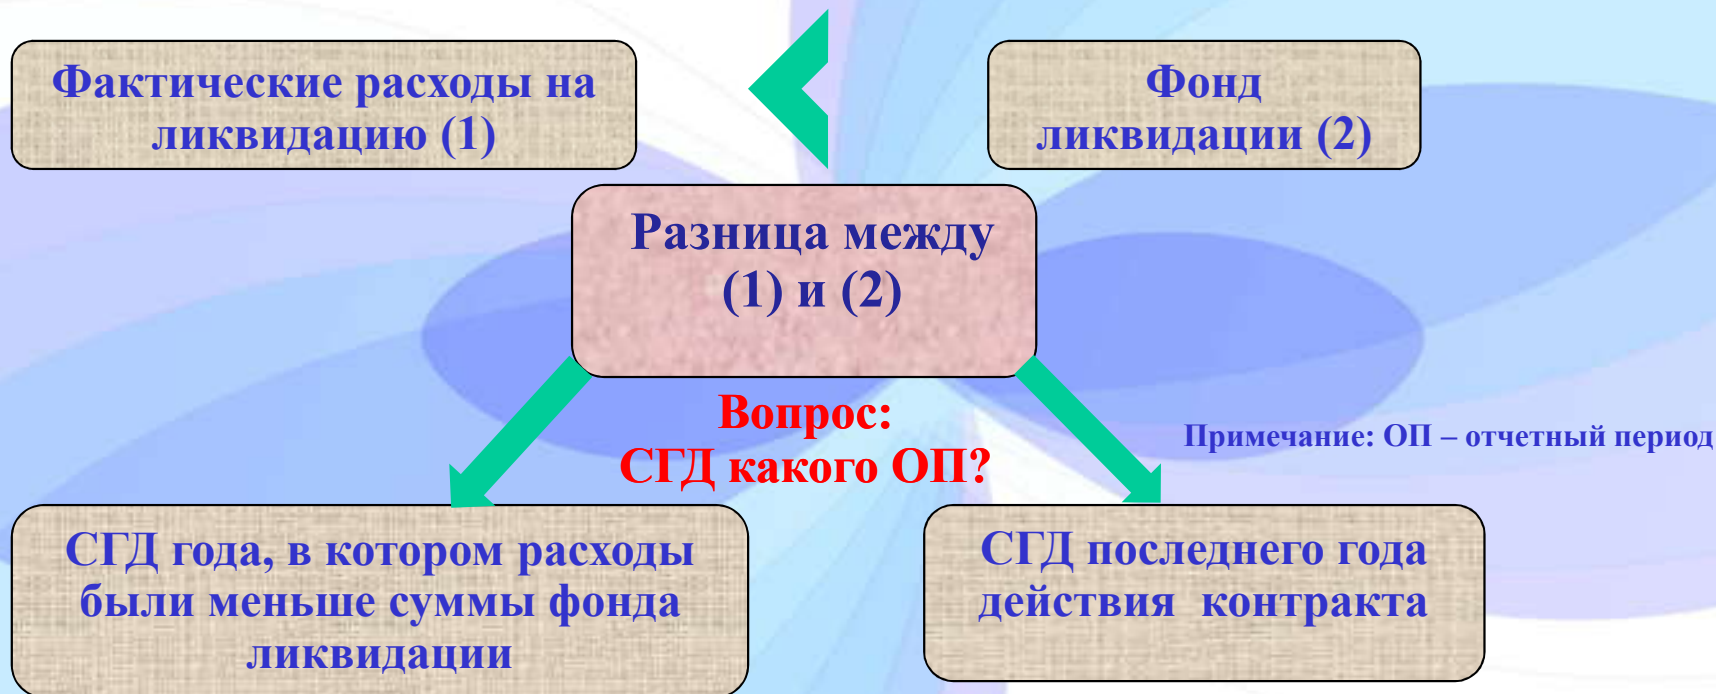 Фактические расходы на
ликвидацию (1)
Фонд
ликвидации (2)
Разница между
(1) и (2)
Вопрос:
СГД какого ОП?
Примечание: ОП – отчетный период
СГД года, в котором расходы
были меньше суммы фонда
ликвидации
СГД последнего года
действия контракта